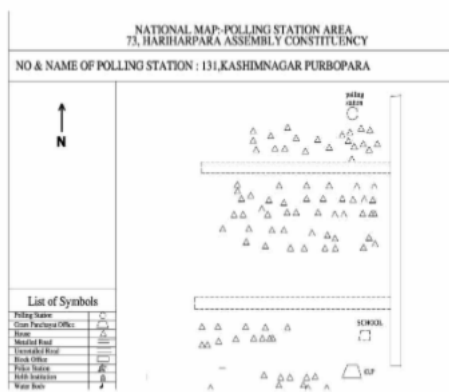 NATIONAL MAP:-POLLING STATION AREA
73, HARIHARPARA ASSEMBLY CONSTITUENCY
NO & NAME OF POLLING STATION : 131,KASHIMNAGAR PURBOPARA
polling
station
N
SCHOOL
List of Symbols
Polling Station
Gram Panchayat Office
House
Metalled Road
Unmetalled Road
Block Office
Police Station
Water Body